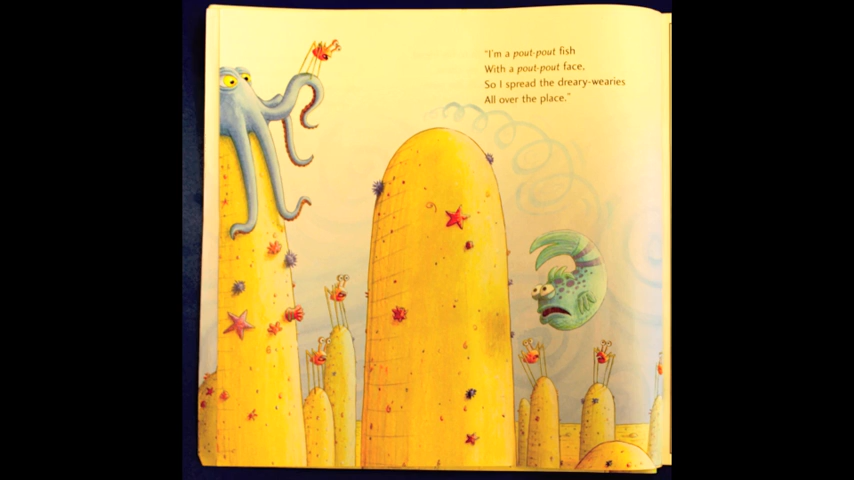 "I'm a pout-pout fish
With a pout-pout face,
So I spread the dreary-wearies
All over the place."